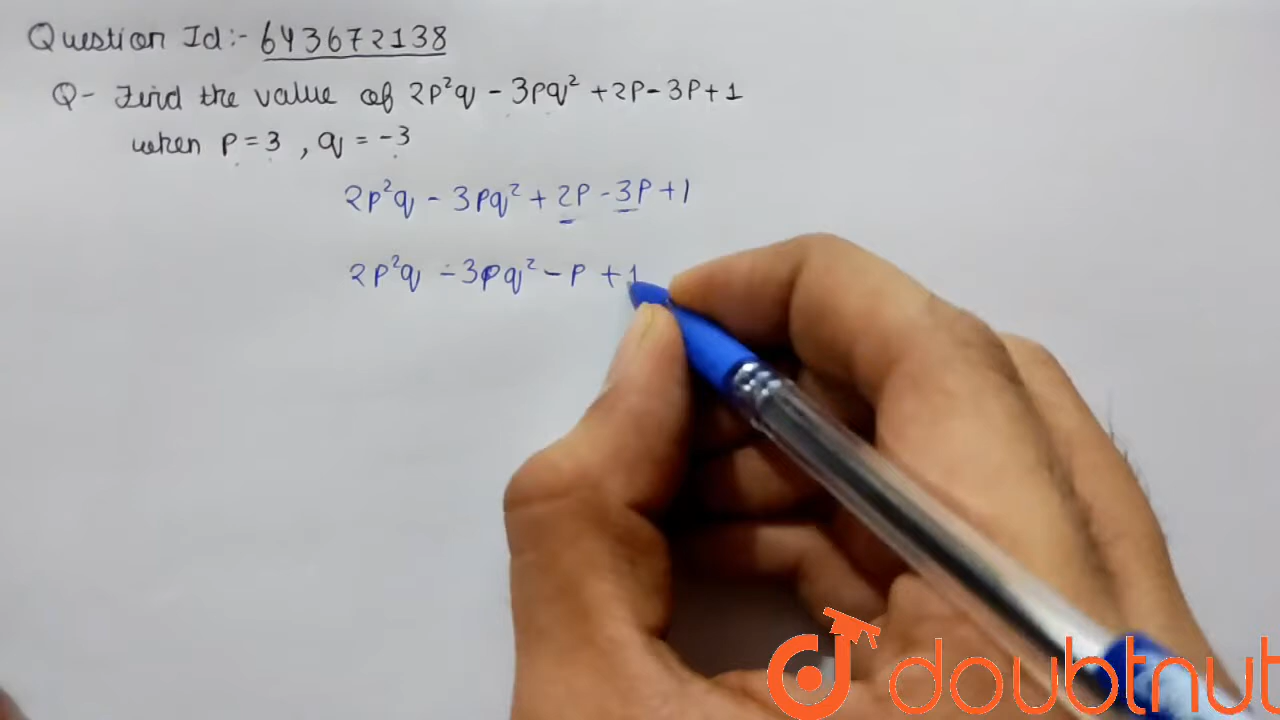 Question Id:- 643672138
Q- Find the value of 2p²q - 3pq² + 2p - 3p + 1
when p = 3 , q = -3
2p²q - 3pq² + 2p - 3p + 1
2p²q - 3pq² - p + 1
doubtnut